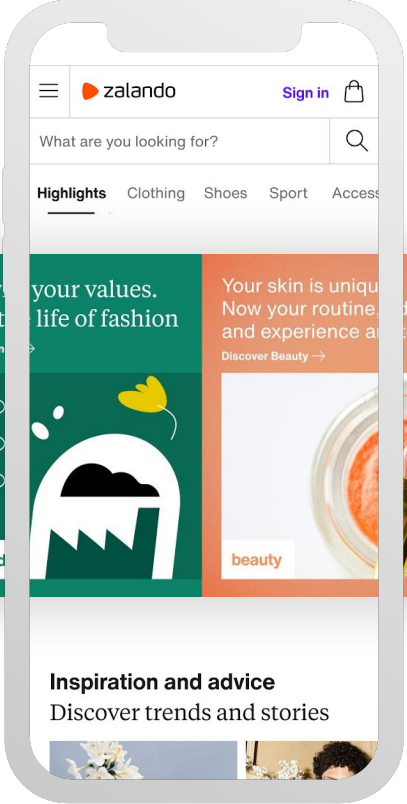 zalando
Sign in
What are you looking for?
Highlights Clothing Shoes Sport Access
your values.
life of fashion
Your skin is uniqu
Now your routine,
and experience a
Discover Beauty →
beauty
Inspiration and advice
Discover trends and stories